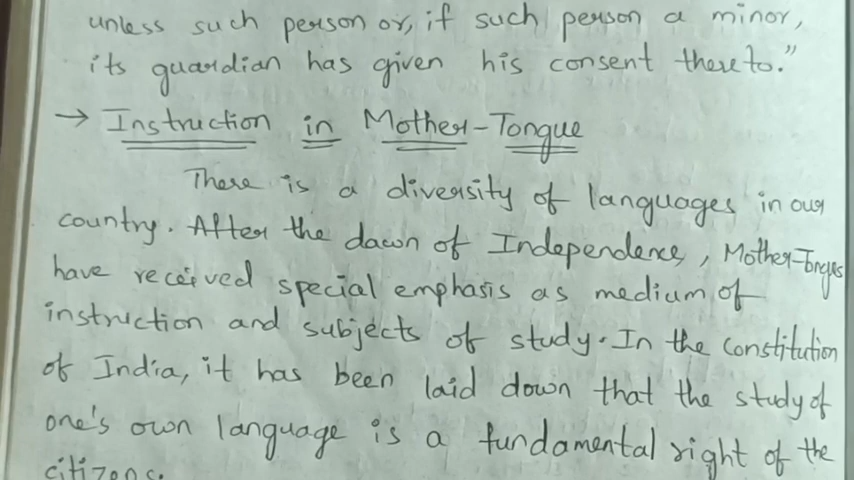 unless such person or, if such person a minor,
its guardian has given his consent thereto."
→ Instruction in Mother-Tongue
There is a diversity of languages in our
country. After the dawn of Independence, Mother-Tongues
have received special emphasis as medium of
instruction and subjects of study. In the constitution
of India, it has been laid down that the study of
one's own language is a fundamental right of the
citizens.